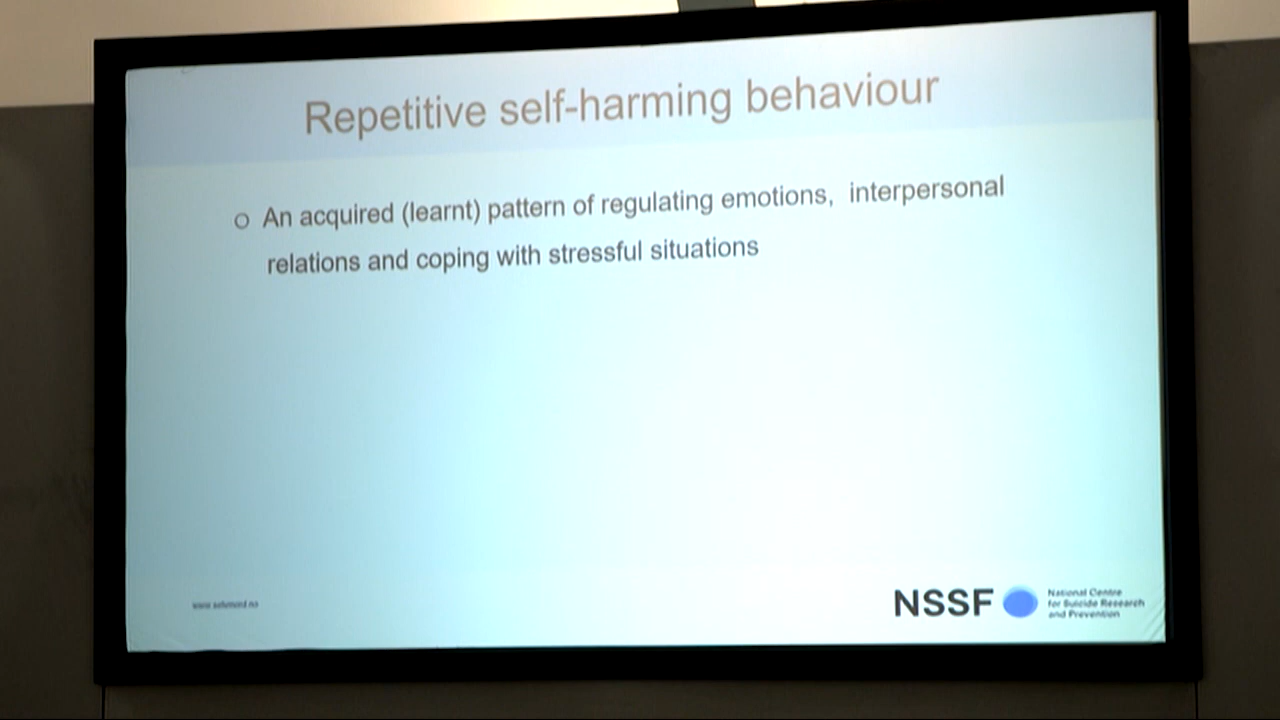 Repetitive self-harming behaviour
o An acquired (learnt) pattern of regulating emotions, interpersonal
relations and coping with stressful situations
NSSF
National Centre
for Suicide Research
and Prevention